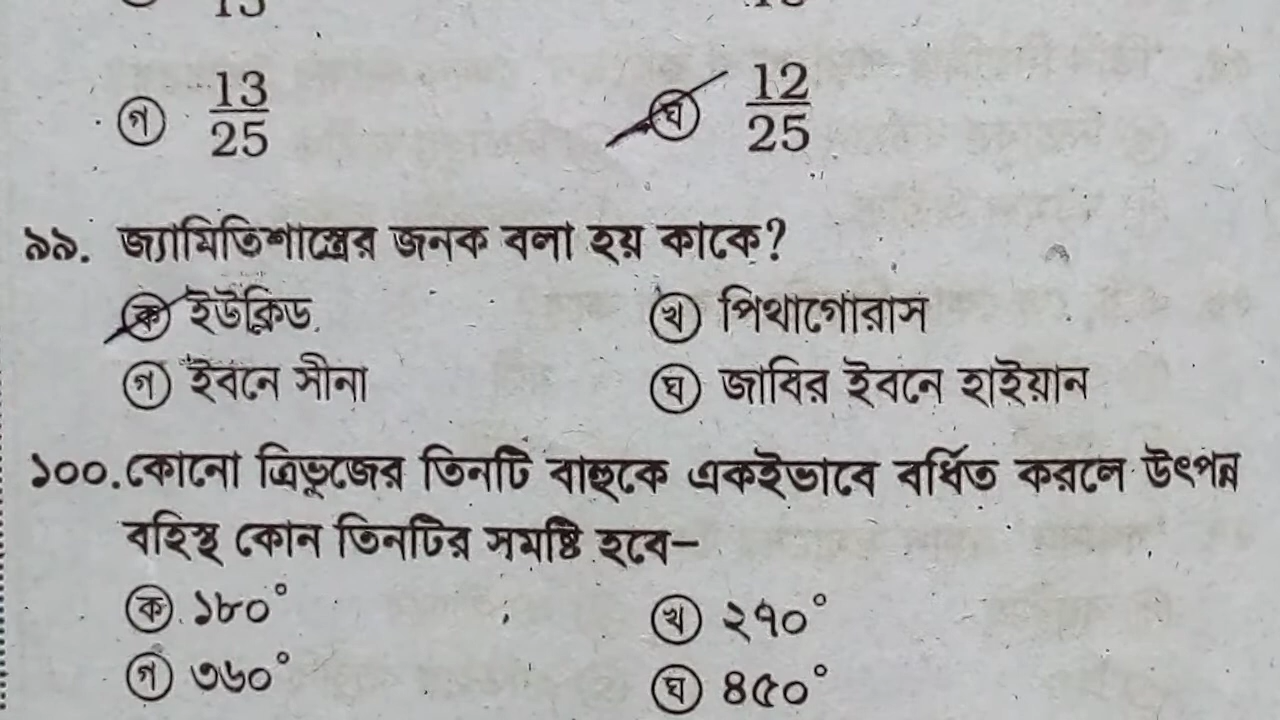 গ 13/25 ঘ 12/25
৯৯. জ্যামিতিশাস্ত্রের জনক বলা হয় কাকে?
ক ইউক্লিড খ পিথাগোরাস
গ ইবনে সীনা ঘ জাবির ইবনে হাইয়ান
১০০. কোনো ত্রিভুজের তিনটি বাহুকে একইভাবে বর্ধিত করলে উৎপন্ন
বহিস্থ কোন তিনটির সমষ্টি হবে–
ক ১৮০° খ ২৭০°
গ ৩৬০° ঘ ৪৫০°